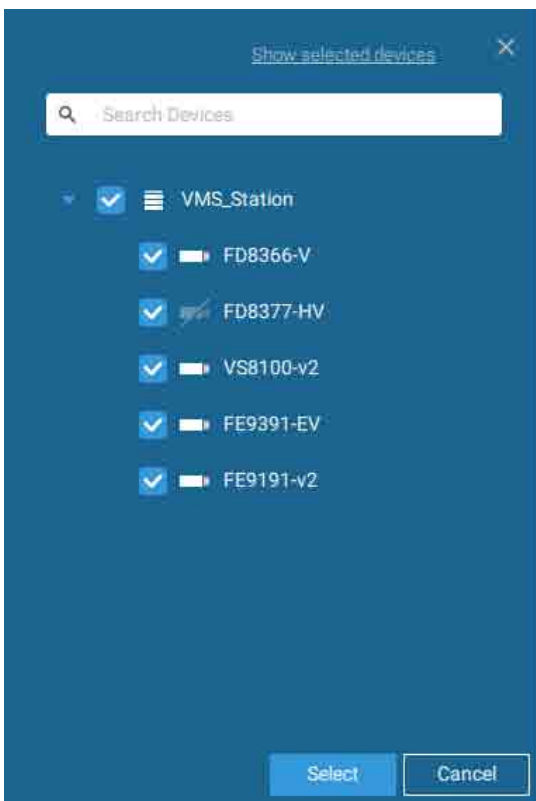 Show selected devices
Search Devices
VMS_Station
FD8366-V
FD8377-HV
VS8100-v2
FE9391-EV
FE9191-v2
Select Cancel